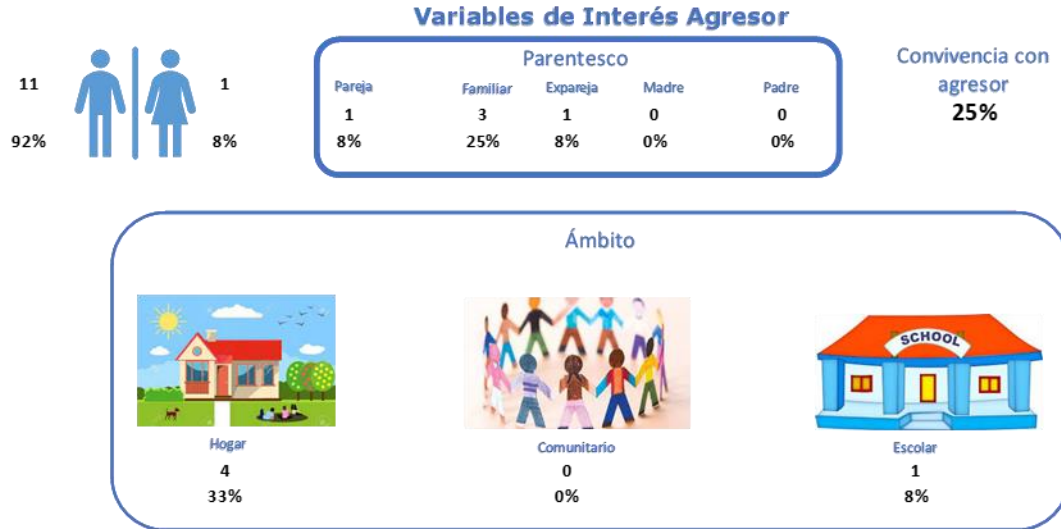 Variables de Interés Agresor
11
92%
1
8%
Parentesco
Pareja Familiar Expareja Madre Padre
1 3 1 0 0
8% 25% 8% 0% 0%
Convivencia con
agresor
25%
Ámbito
SCHOOL
Hogar Comunitario Escolar
4 0 1
33% 0% 8%